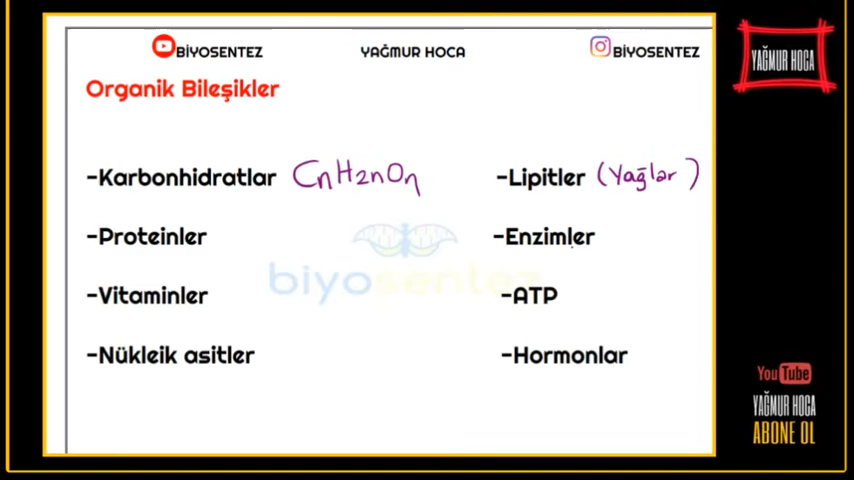 BİYOSENTEZ YAĞMUR HOCA BİYOSENTEZ
YAĞMUR HOCA
Organik Bileşikler
-Karbonhidratlar CnH2nOn -Lipitler (Yağlar)
-Proteinler -Enzimler
biyosentez
-Vitaminler -ATP
-Nükleik asitler -Hormonlar
YouTube
YAĞMUR HOCA
ABONE OL